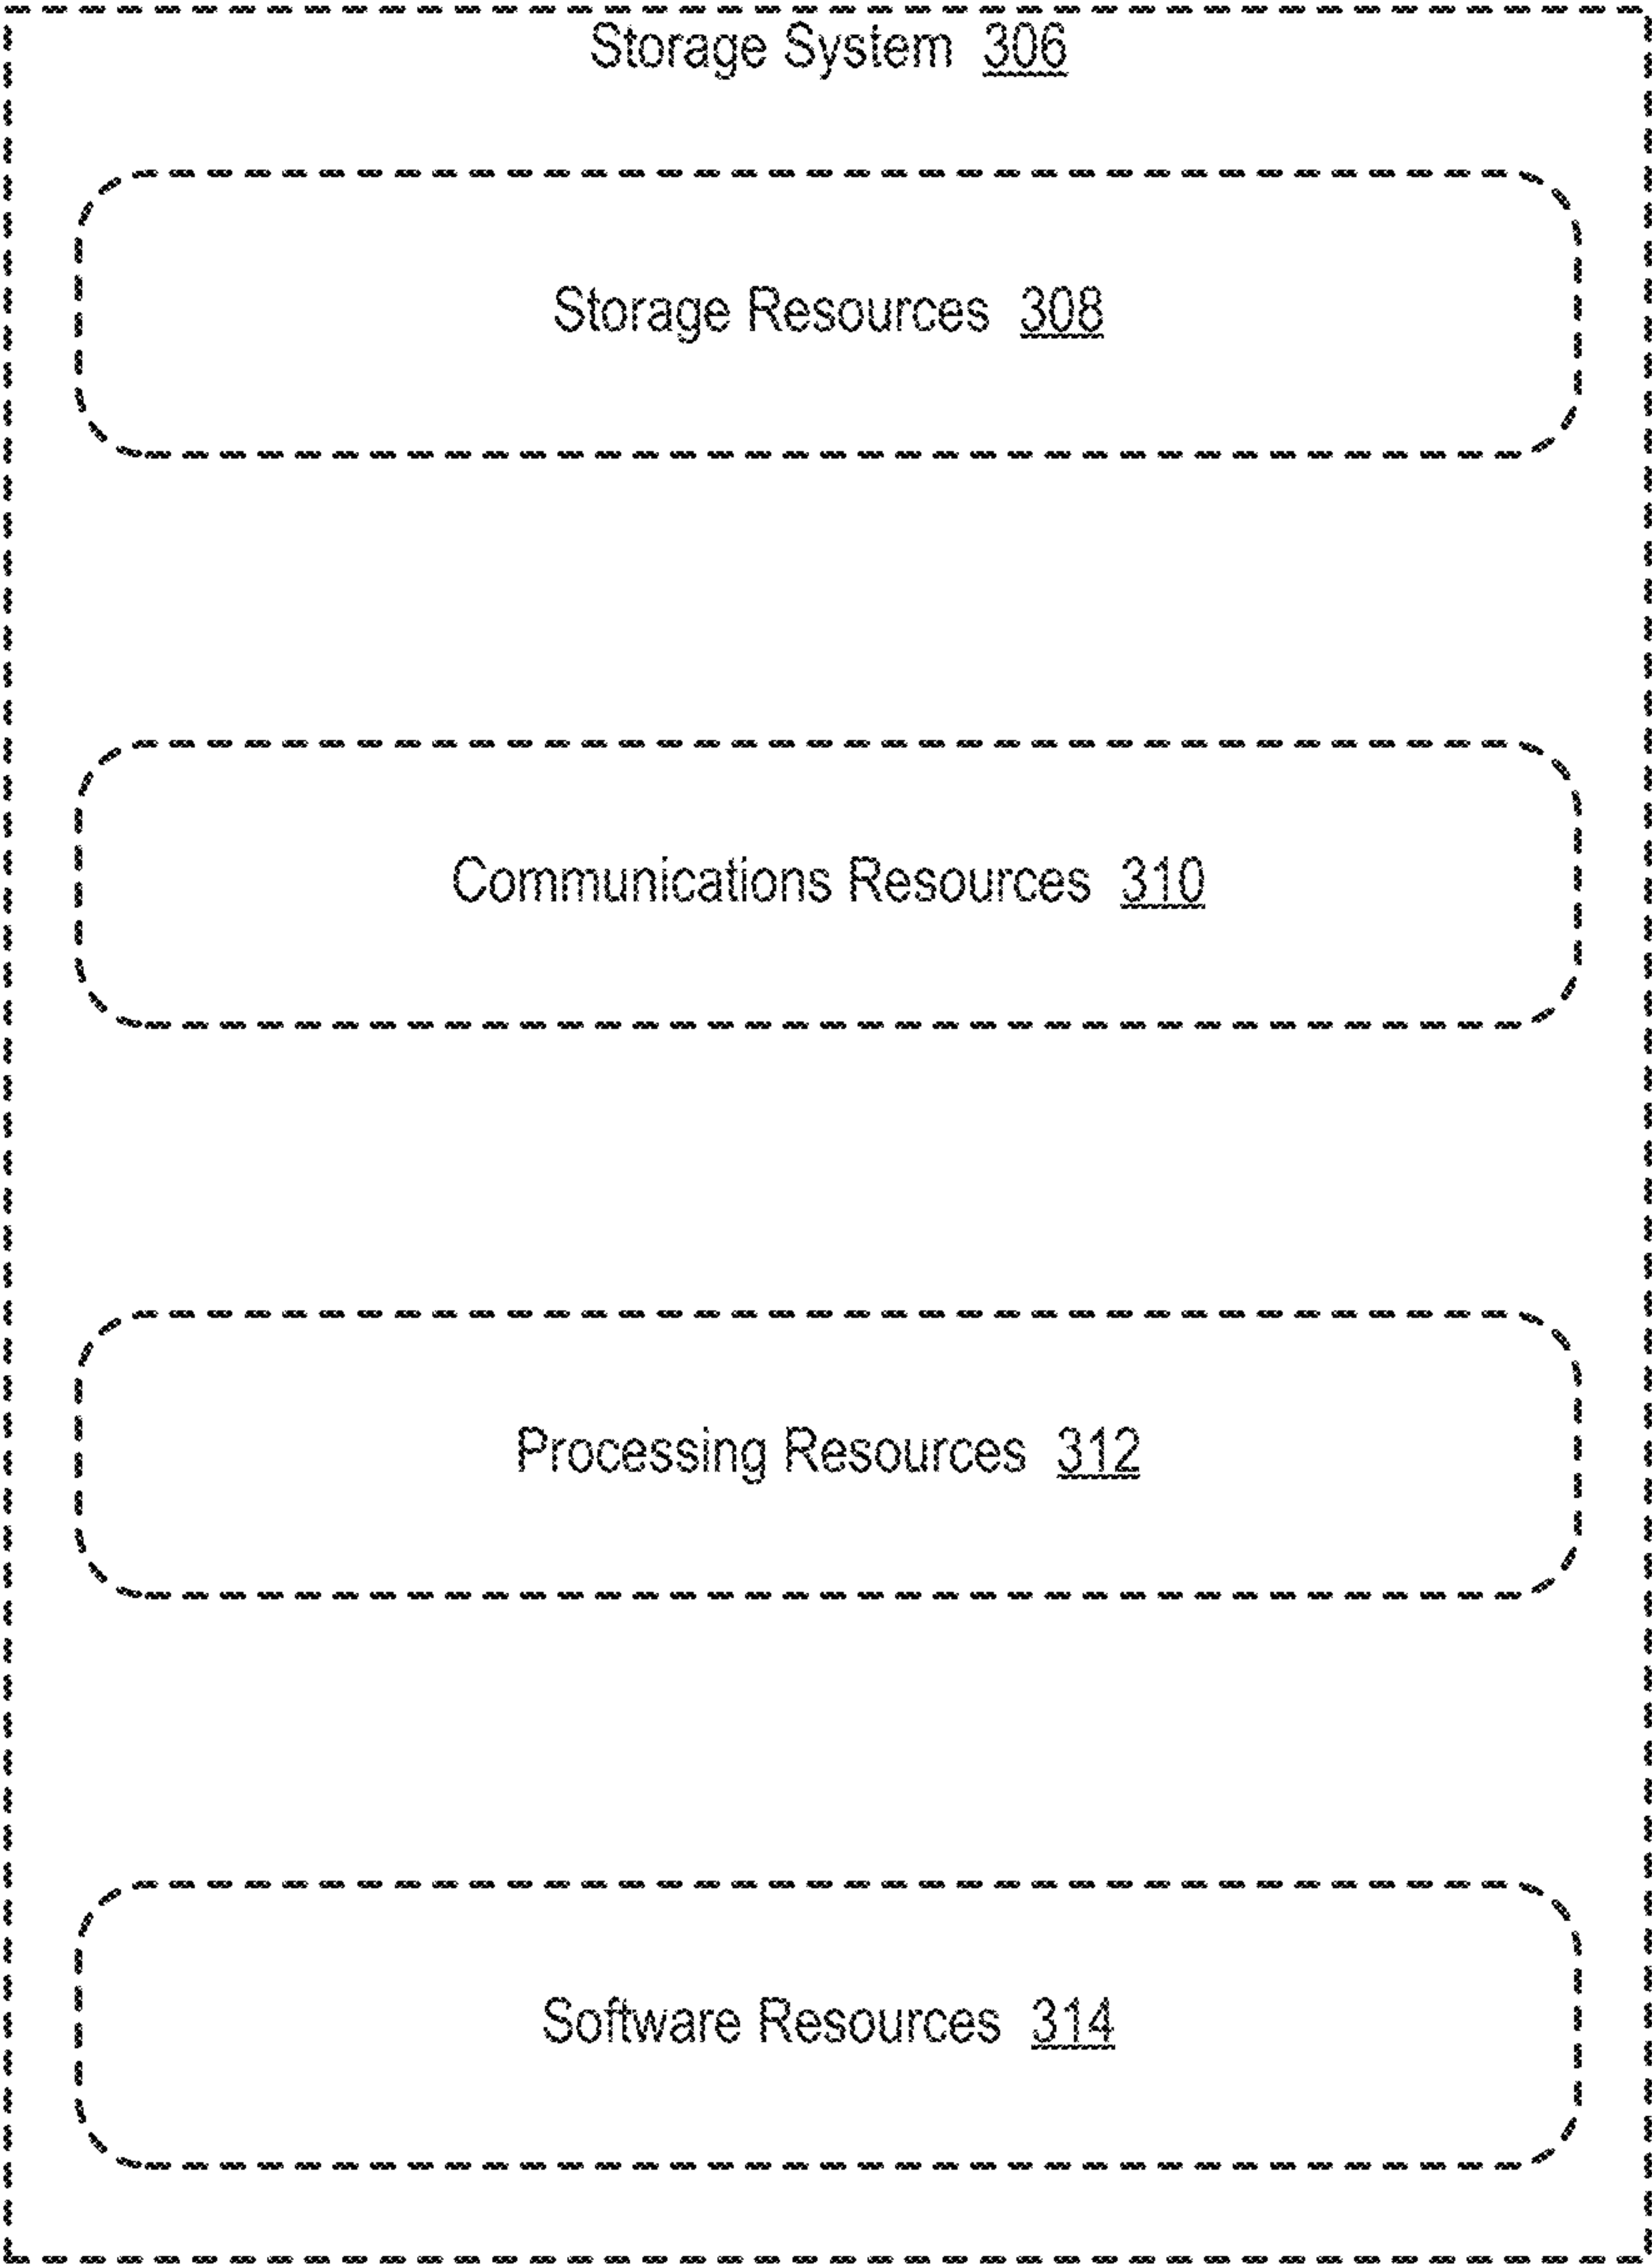 Storage System 306
Storage Resources 308
Communications Resources 310
Processing Resources 312
Software Resources 314